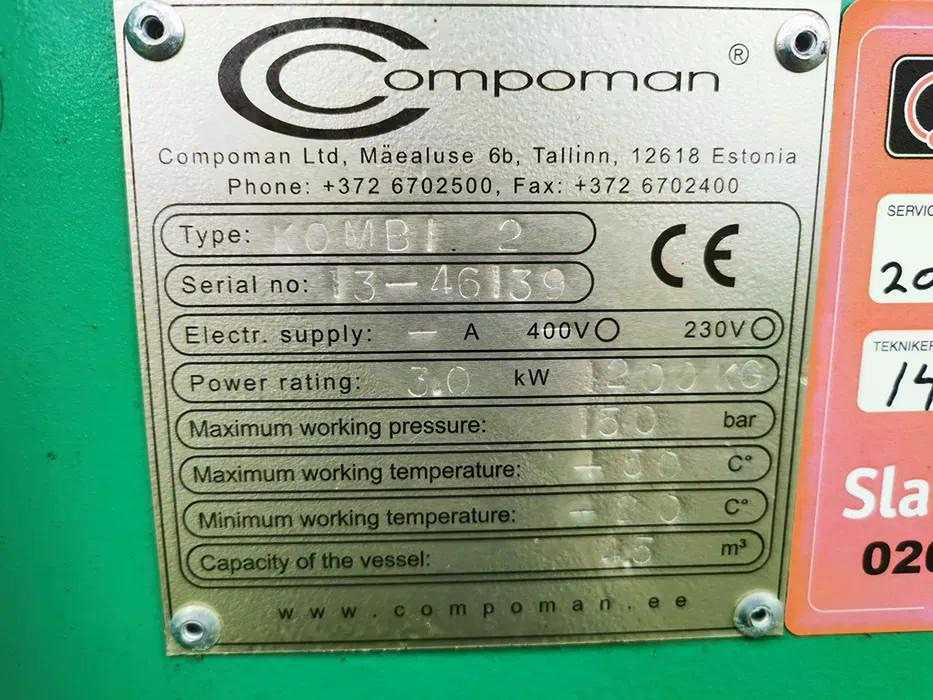 Compoman ®
Compoman Ltd, Mäealuse 6b, Tallinn, 12618 Estonia
Phone: +372 6702500, Fax: +372 6702400
Type: KOMBI 2
CE
Serial no: 13-46139
Electr. supply: - A 400V 230V
Power rating: 3.0 kW 1200KG
Maximum working pressure: 150 bar
Maximum working temperature: C°
Minimum working temperature: C°
Capacity of the vessel: m³
www.compoman.ee
SERVIC
20
TEKNIKER
14
Sla
020